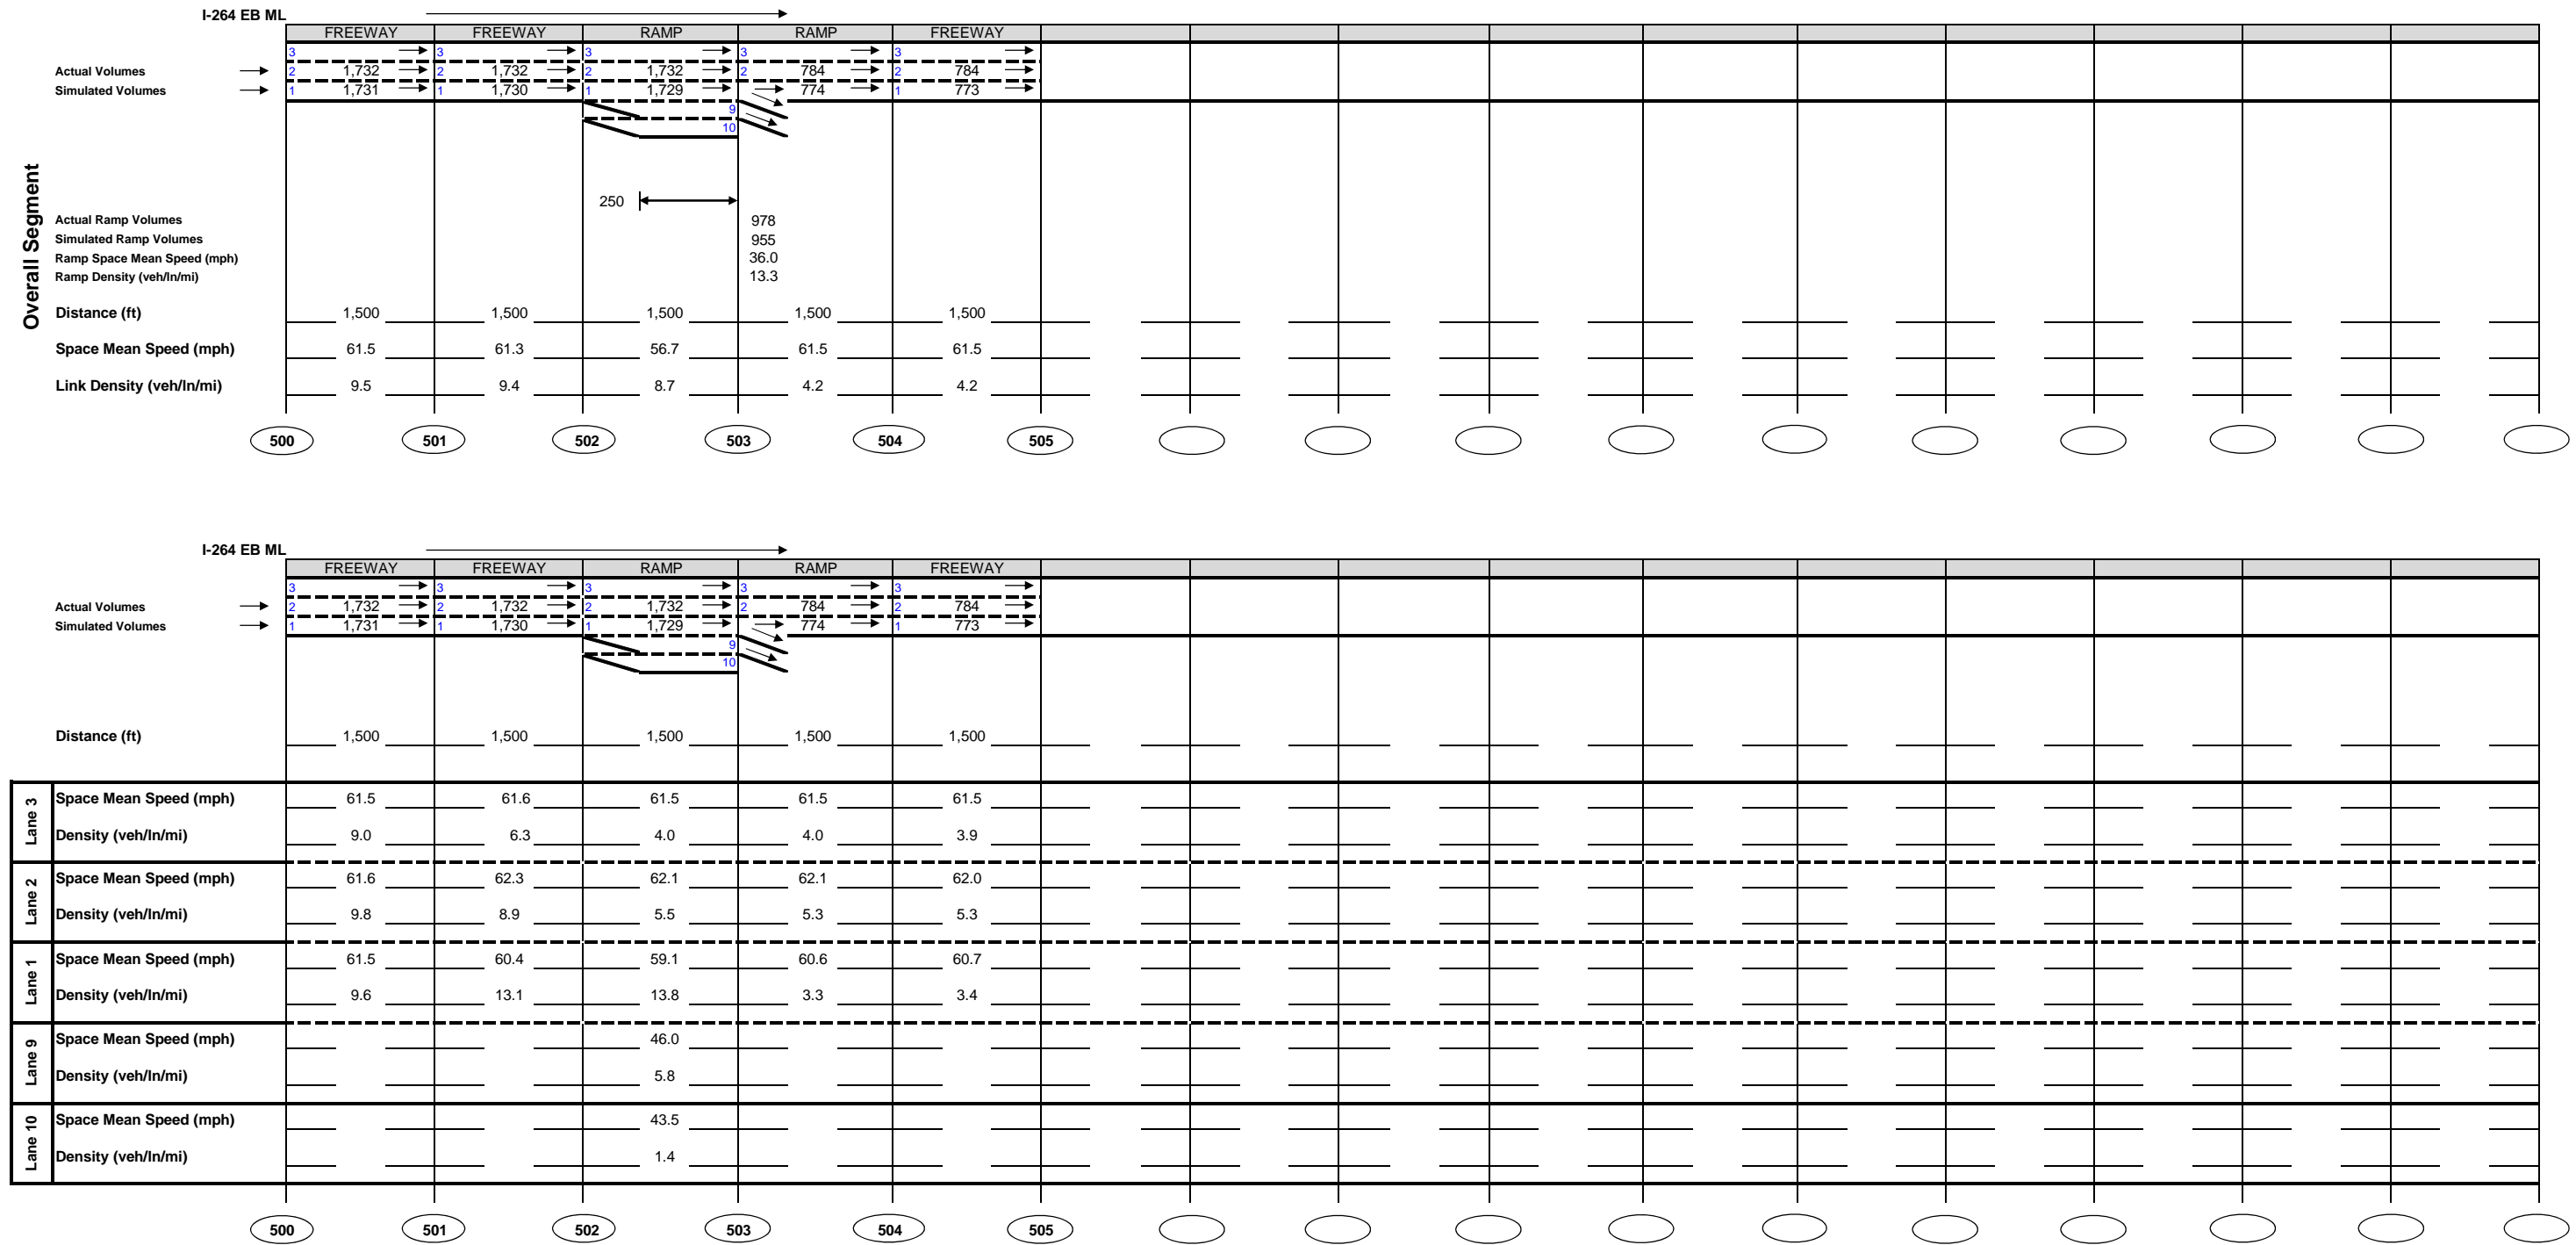 I-264 EB ML
FREEWAY FREEWAY RAMP RAMP FREEWAY
3 3 3 3 3
Actual Volumes 2 1,732 2 1,732 2 1,732 2 784 2 784
Simulated Volumes 1 1,731 1 1,730 1 1,729 774 1 773
9
10
Overall Segment
250
Actual Ramp Volumes 978
Simulated Ramp Volumes 955
Ramp Space Mean Speed (mph) 36.0
Ramp Density (veh/ln/mi) 13.3
Distance (ft) 1,500 1,500 1,500 1,500 1,500
Space Mean Speed (mph) 61.5 61.3 56.7 61.5 61.5
Link Density (veh/ln/mi) 9.5 9.4 8.7 4.2 4.2
500 501 502 503 504 505
I-264 EB ML
FREEWAY FREEWAY RAMP RAMP FREEWAY
3 3 3 3 3
Actual Volumes 2 1,732 2 1,732 2 1,732 2 784 2 784
Simulated Volumes 1 1,731 1 1,730 1 1,729 774 1 773
9
10
Distance (ft) 1,500 1,500 1,500 1,500 1,500
Lane 3
Space Mean Speed (mph) 61.5 61.6 61.5 61.5 61.5
Density (veh/ln/mi) 9.0 6.3 4.0 4.0 3.9
Lane 2
Space Mean Speed (mph) 61.6 62.3 62.1 62.1 62.0
Density (veh/ln/mi) 9.8 8.9 5.5 5.3 5.3
Lane 1
Space Mean Speed (mph) 61.5 60.4 59.1 60.6 60.7
Density (veh/ln/mi) 9.6 13.1 13.8 3.3 3.4
Lane 9
Space Mean Speed (mph) 46.0
Density (veh/ln/mi) 5.8
Lane 10
Space Mean Speed (mph) 43.5
Density (veh/ln/mi) 1.4
500 501 502 503 504 505